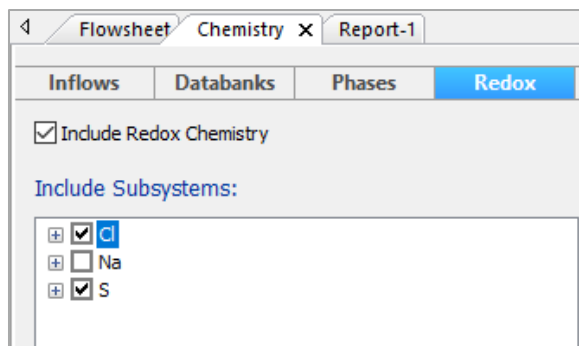 Flowsheet Chemistry Report-1
Inflows Databanks Phases Redox
Include Redox Chemistry
Include Subsystems:
Cl
Na
S